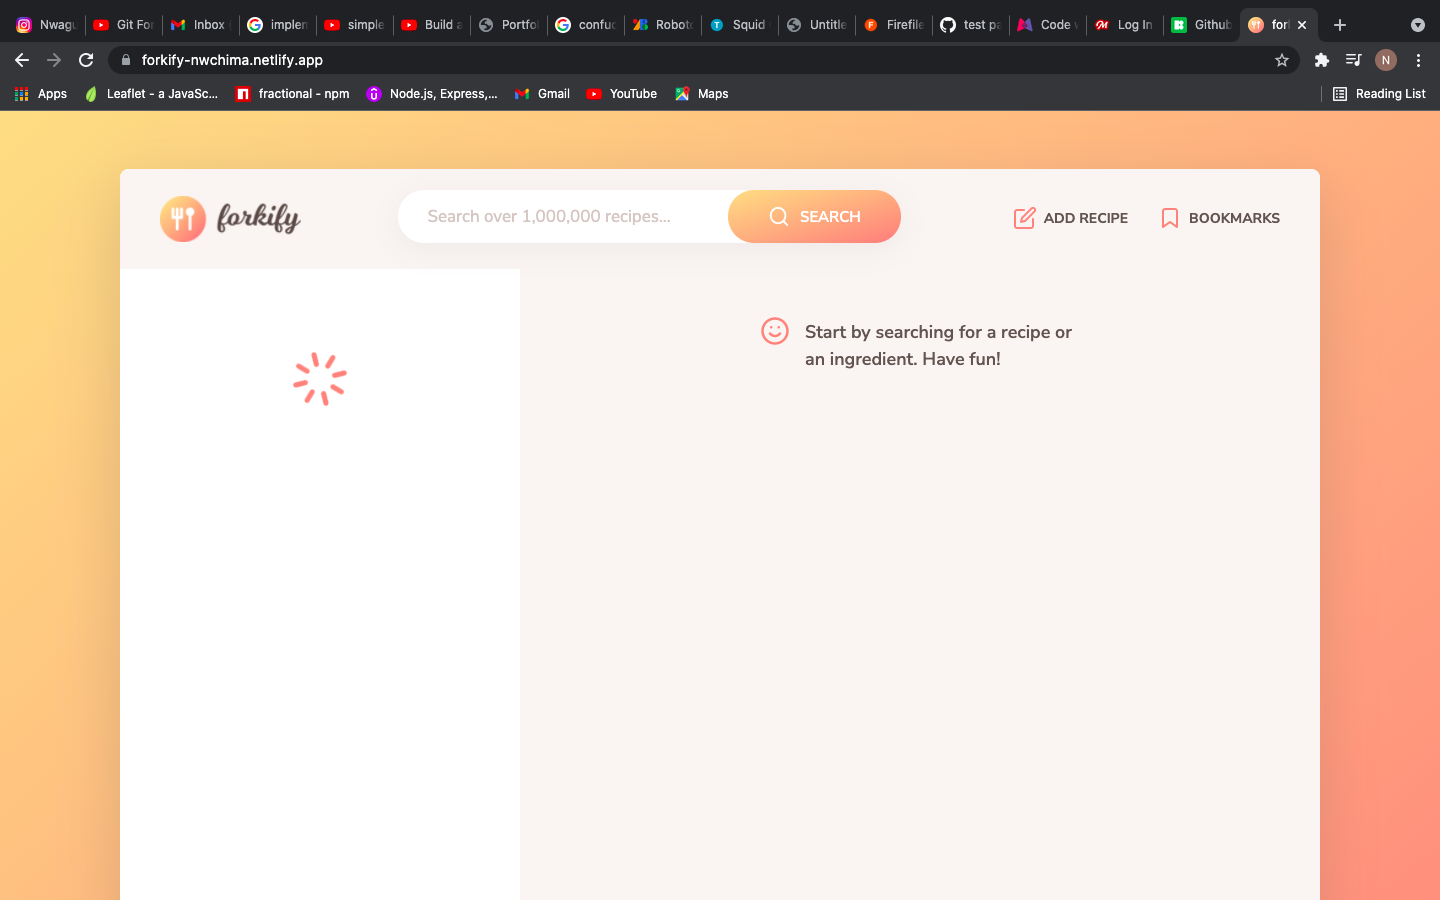 Nwagu
Git For
Inbox
implem
simple
Build a
Portfol
confuc
Roboto
Squid
Untitle
Firefile
test pa
Code
Log In
Github
for
forkify-nwchima.netlify.app
N
Apps
Leaflet - a JavaSc...
fractional - npm
Node.js, Express,...
Gmail
YouTube
Maps
Reading List
forkify
Search over 1,000,000 recipes...
SEARCH
ADD RECIPE
BOOKMARKS
Start by searching for a recipe or
an ingredient. Have fun!